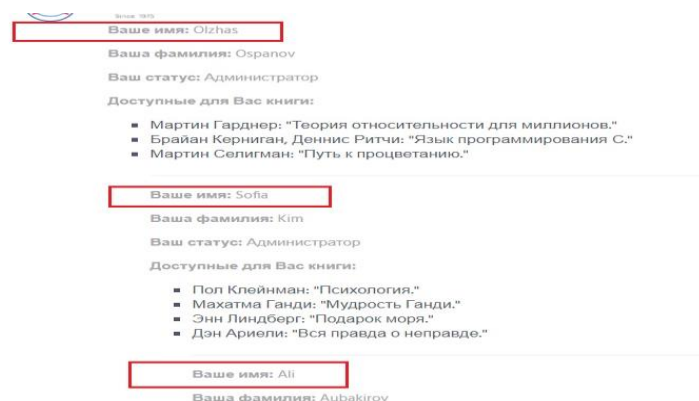 Since 1975
Ваше имя: Olzhas
Ваша фамилия: Ospanov
Ваш статус: Администратор
Доступные для Вас книги:
Мартин Гарднер: "Теория относительности для миллионов."
Брайан Керниган, Деннис Ритчи: "Язык программирования С."
Мартин Селигман: "Путь к процветанию."
Ваше имя: Sofia
Ваша фамилия: Kim
Ваш статус: Администратор
Доступные для Вас книги:
Пол Клейнман: "Психология."
Махатма Ганди: "Мудрость Ганди."
Энн Линдберг: "Подарок моря."
Дэн Ариели: "Вся правда о неправде."
Ваше имя: Ali
Ваша фамилия: Aubakirov